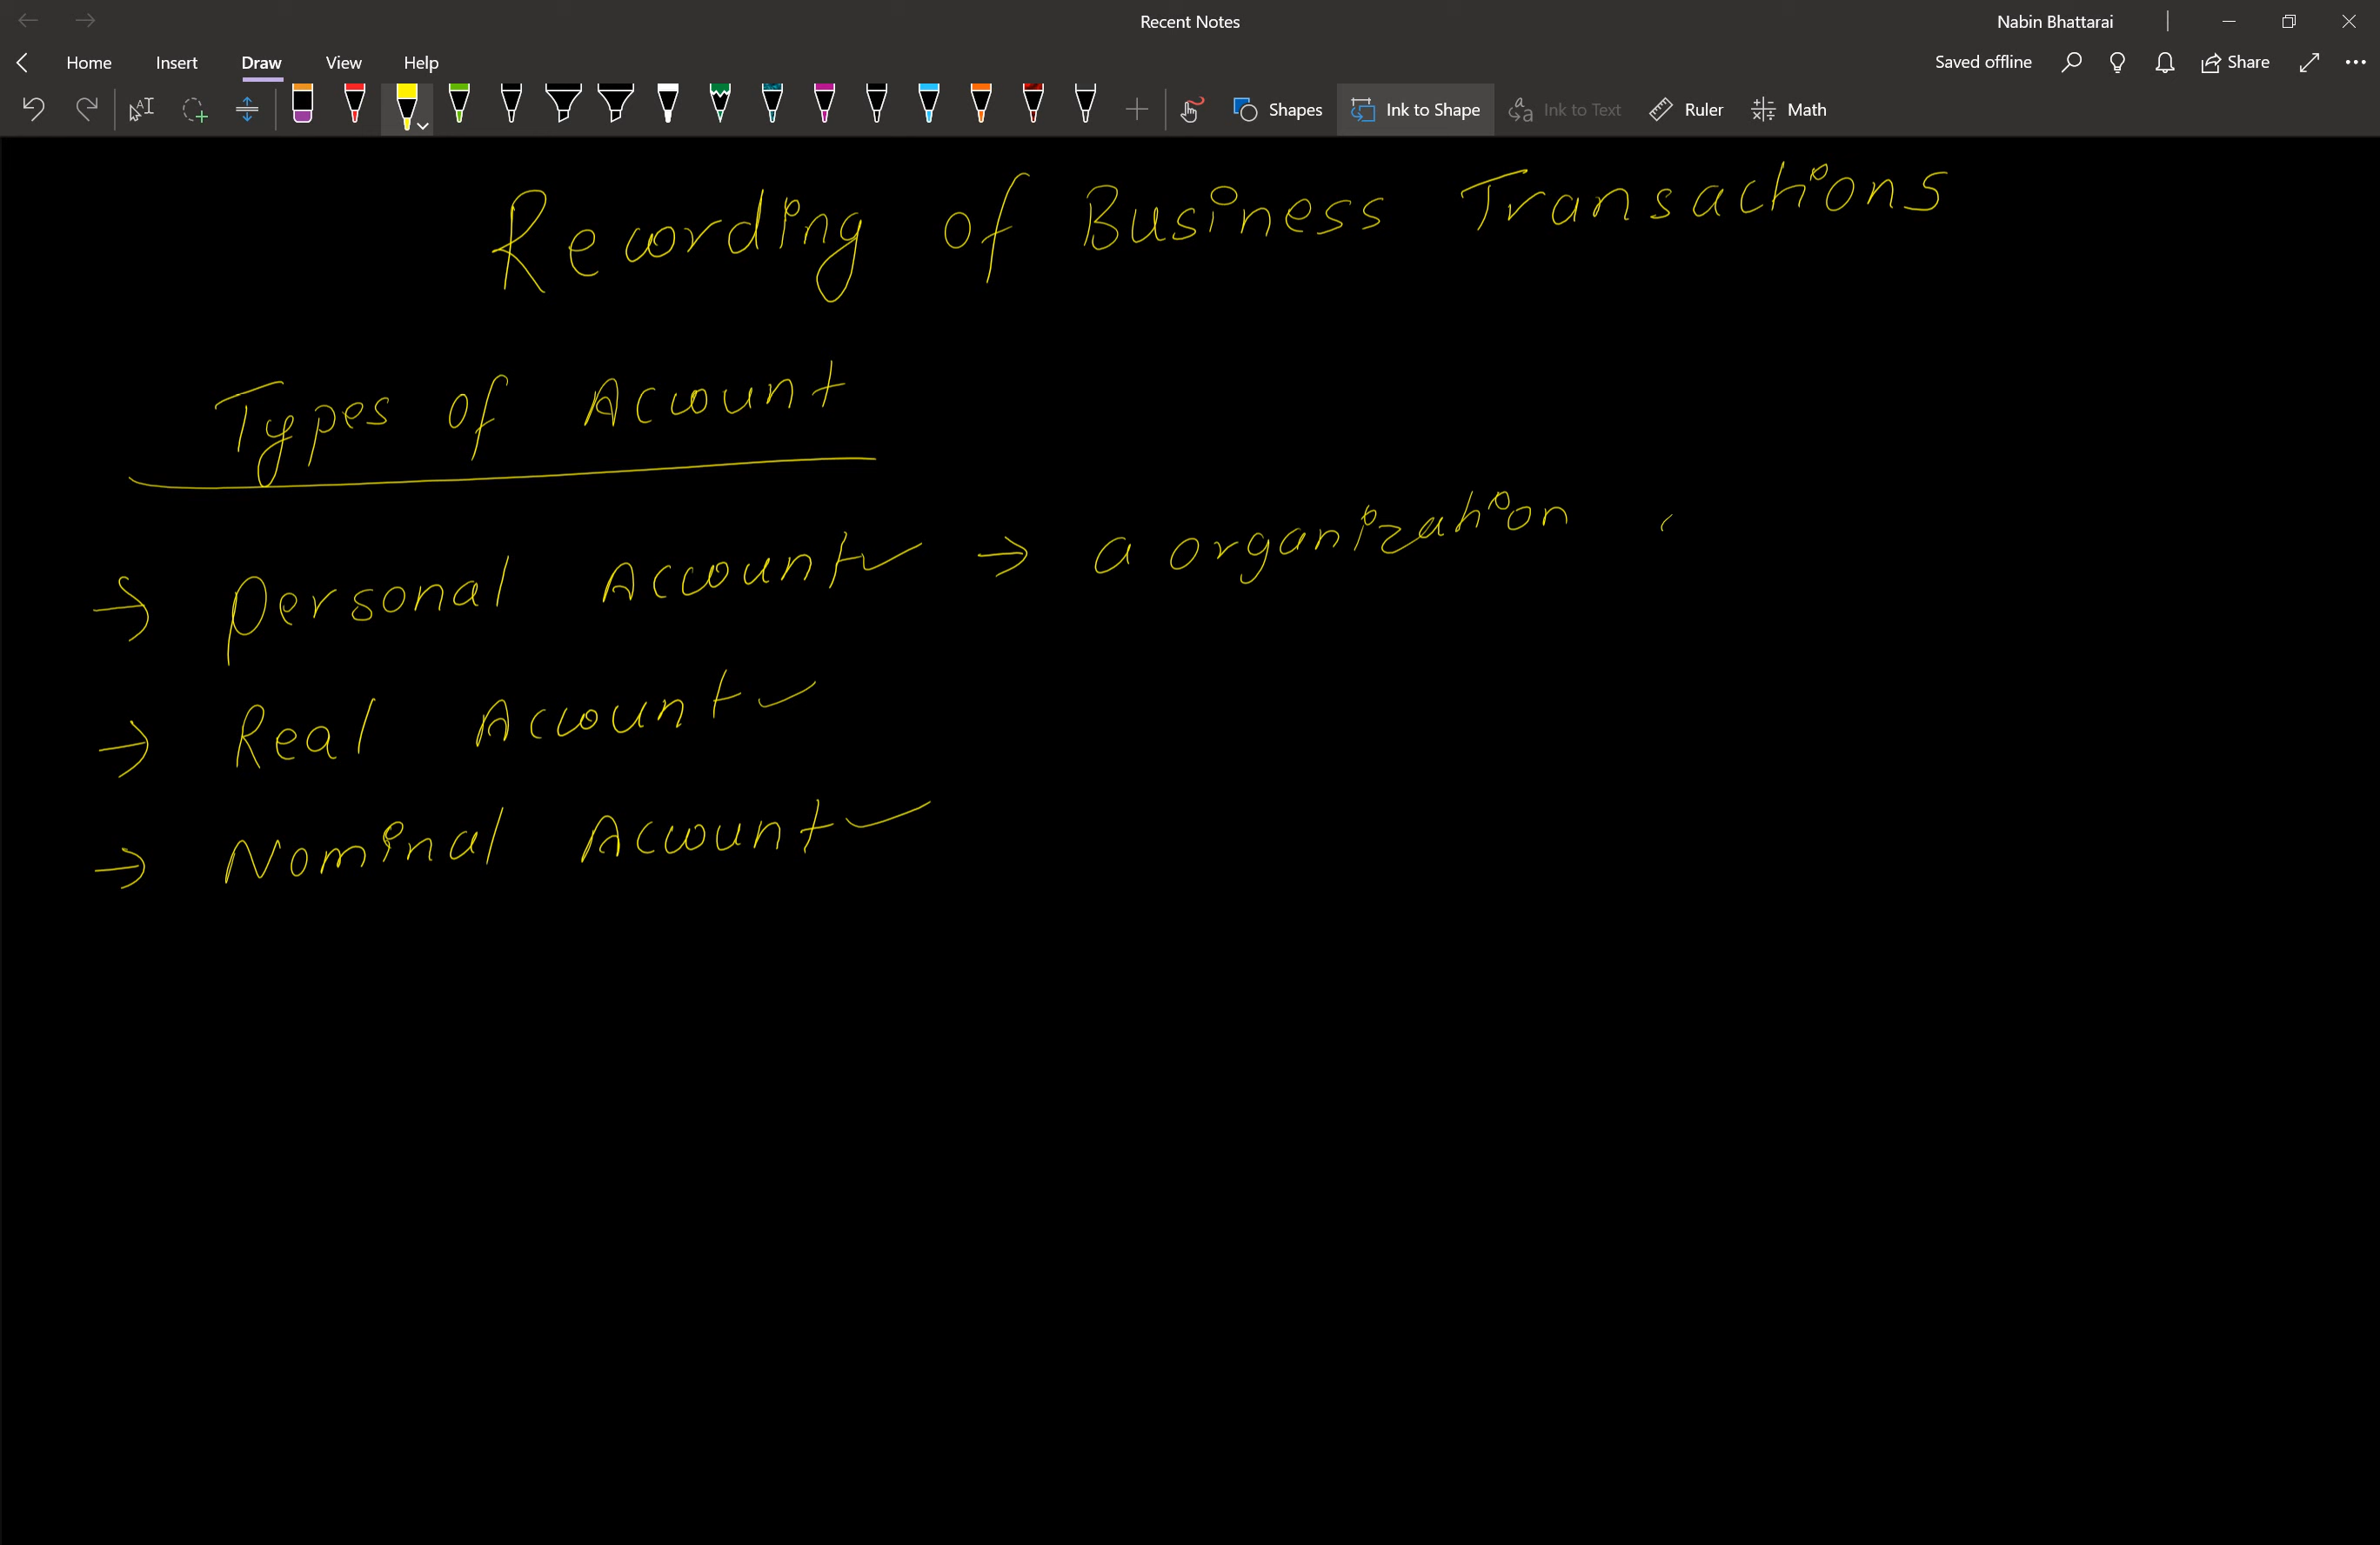 Recent Notes
Nabin Bhattarai
Home Insert Draw View Help
Saved offline
Share
Shapes Ink to Shape Ink to Text Ruler Math
Recording of Business Transactions
Types of Account
→ personal Account → a organization
→ Real Account
→ Nominal Account